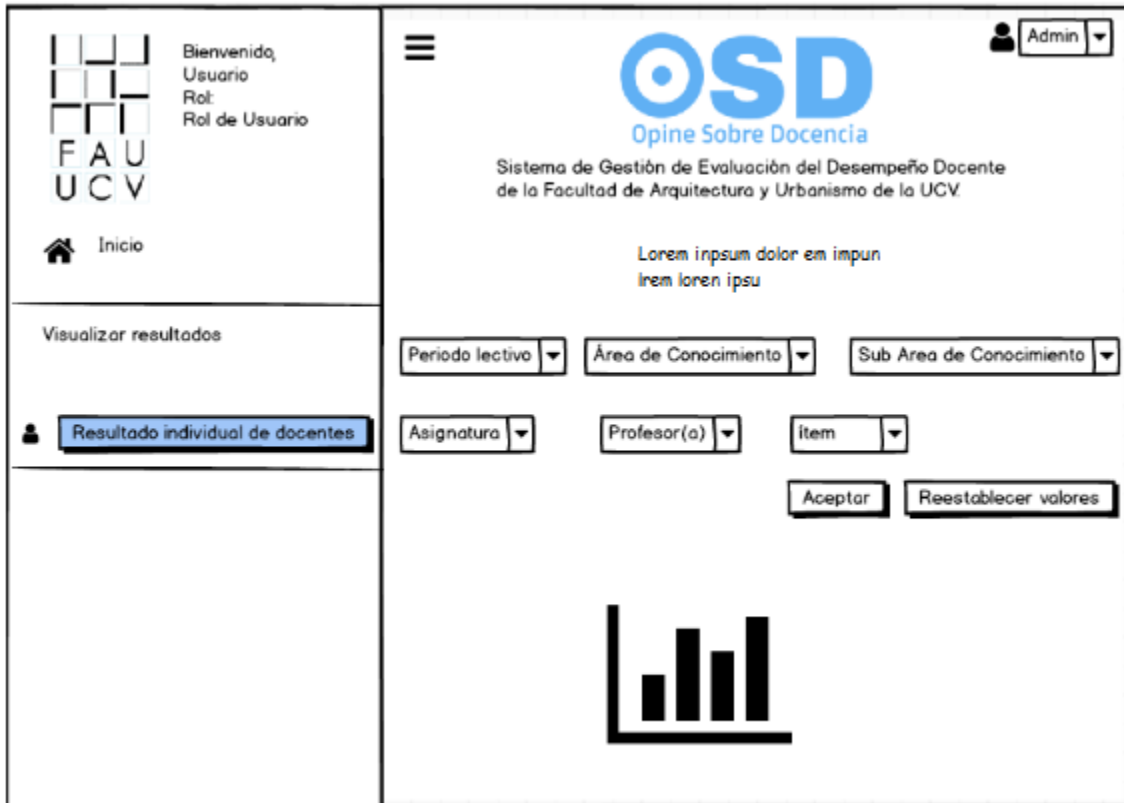 Bienvenido,
Usuario
Rol:
Rol de Usuario
F A U
U C V
Inicio
Visualizar resultados
Resultado individual de docentes
Admin
OSD
Opine Sobre Docencia
Sistema de Gestión de Evaluación del Desempeño Docente
de la Facultad de Arquitectura y Urbanismo de la UCV.
Lorem inpsum dolor em impun
lrem loren ipsu
Periodo lectivo
Área de Conocimiento
Sub Area de Conocimiento
Asignatura
Profesor(a)
ítem
Aceptar
Reestablecer valores